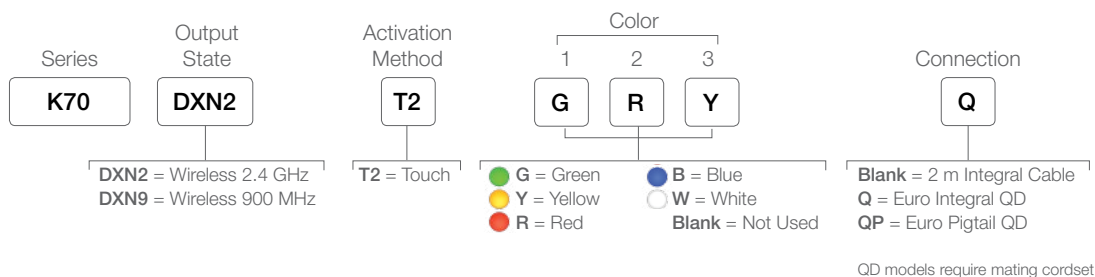 Color
Series
Output State
Activation Method
1 2 3
Connection
K70 DXN2 T2 G R Y Q
DXN2 = Wireless 2.4 GHz
DXN9 = Wireless 900 MHz
T2 = Touch
G = Green
Y = Yellow
R = Red
B = Blue
W = White
Blank = Not Used
Blank = 2 m Integral Cable
Q = Euro Integral QD
QP = Euro Pigtail QD
QD models require mating cordset